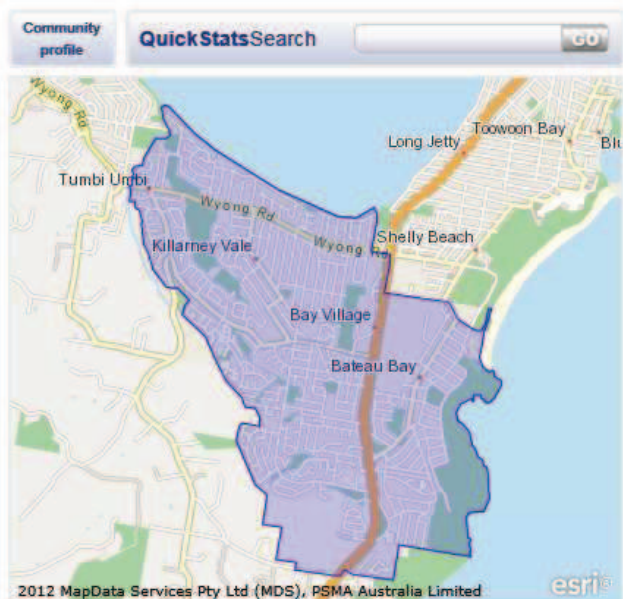 Community
profile
QuickStatsSearch
GO
Wyong Rd
Toowoon Bay
Long Jetty
Blu
Tumbi Umbi
Wyong Rd
Shelly Beach
Killarney Vale
Wyong Rd
Bay Village
Bateau Bay
2012 MapData Services Pty Ltd (MDS), PSMA Australia Limited
esri